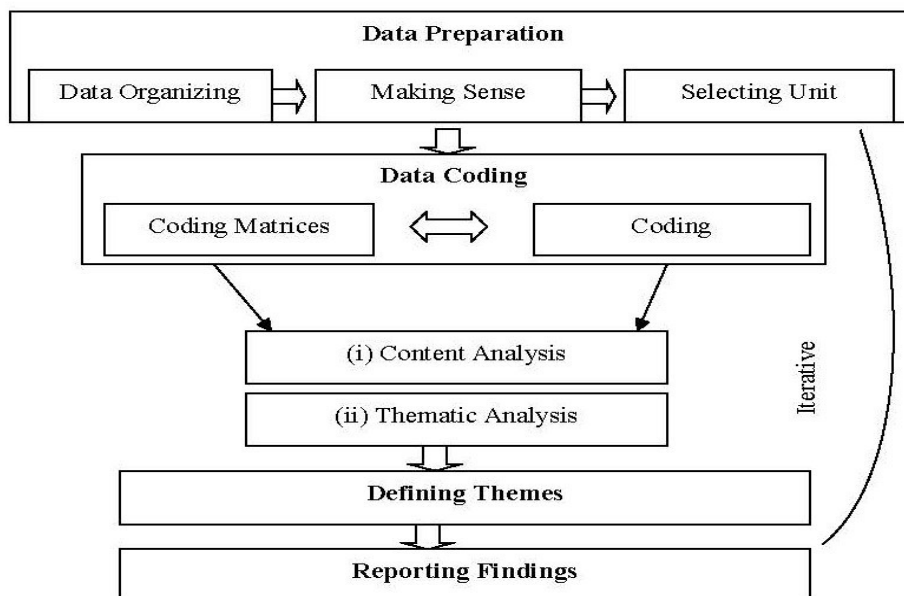 Data Preparation
Data Organizing
Making Sense
Selecting Unit
Data Coding
Coding Matrices
Coding
(i) Content Analysis
(ii) Thematic Analysis
Iterative
Defining Themes
Reporting Findings